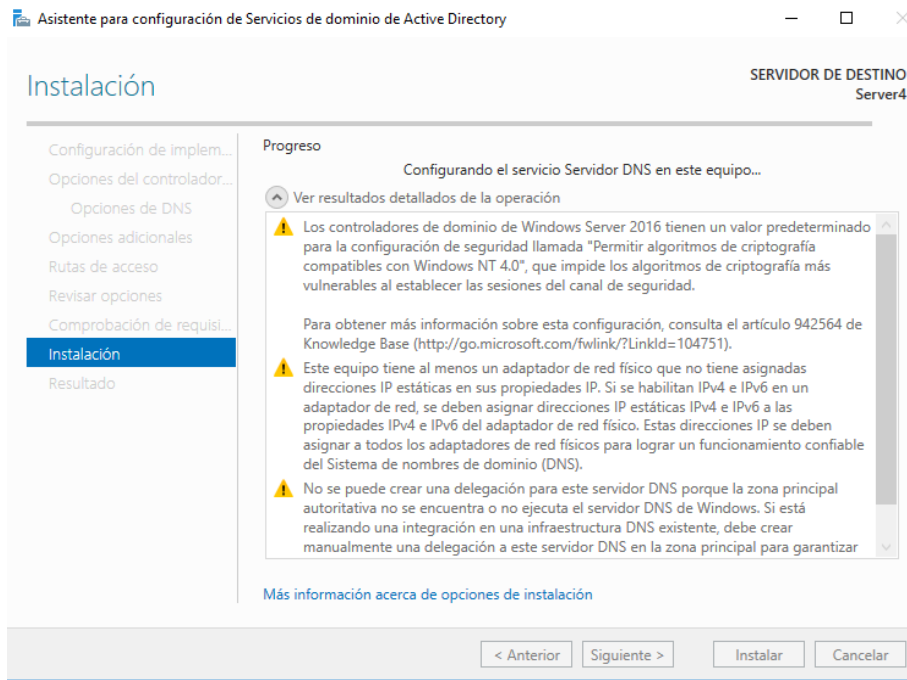 Asistente para configuración de Servicios de dominio de Active Directory
Instalación
SERVIDOR DE DESTINO
Server4
Configuración de implem...
Opciones del controlador...
Opciones de DNS
Opciones adicionales
Rutas de acceso
Revisar opciones
Comprobación de requisi...
Instalación
Resultado
Progreso
Configurando el servicio Servidor DNS en este equipo...
Ver resultados detallados de la operación
Los controladores de dominio de Windows Server 2016 tienen un valor predeterminado
para la configuración de seguridad llamada "Permitir algoritmos de criptografía
compatibles con Windows NT 4.0", que impide los algoritmos de criptografía más
vulnerables al establecer las sesiones del canal de seguridad.
Para obtener más información sobre esta configuración, consulta el artículo 942564 de
Knowledge Base (http://go.microsoft.com/fwlink/?LinkId=104751).
Este equipo tiene al menos un adaptador de red físico que no tiene asignadas
direcciones IP estáticas en sus propiedades IP. Si se habilitan IPv4 e IPv6 en un
adaptador de red, se deben asignar direcciones IP estáticas IPv4 e IPv6 a las
propiedades IPv4 e IPv6 del adaptador de red físico. Estas direcciones IP se deben
asignar a todos los adaptadores de red físicos para lograr un funcionamiento confiable
del Sistema de nombres de dominio (DNS).
No se puede crear una delegación para este servidor DNS porque la zona principal
autoritativa no se encuentra o no ejecuta el servidor DNS de Windows. Si está
realizando una integración en una infraestructura DNS existente, debe crear
manualmente una delegación a este servidor DNS en la zona principal para garantizar
Más información acerca de opciones de instalación
< Anterior
Siguiente >
Instalar
Cancelar